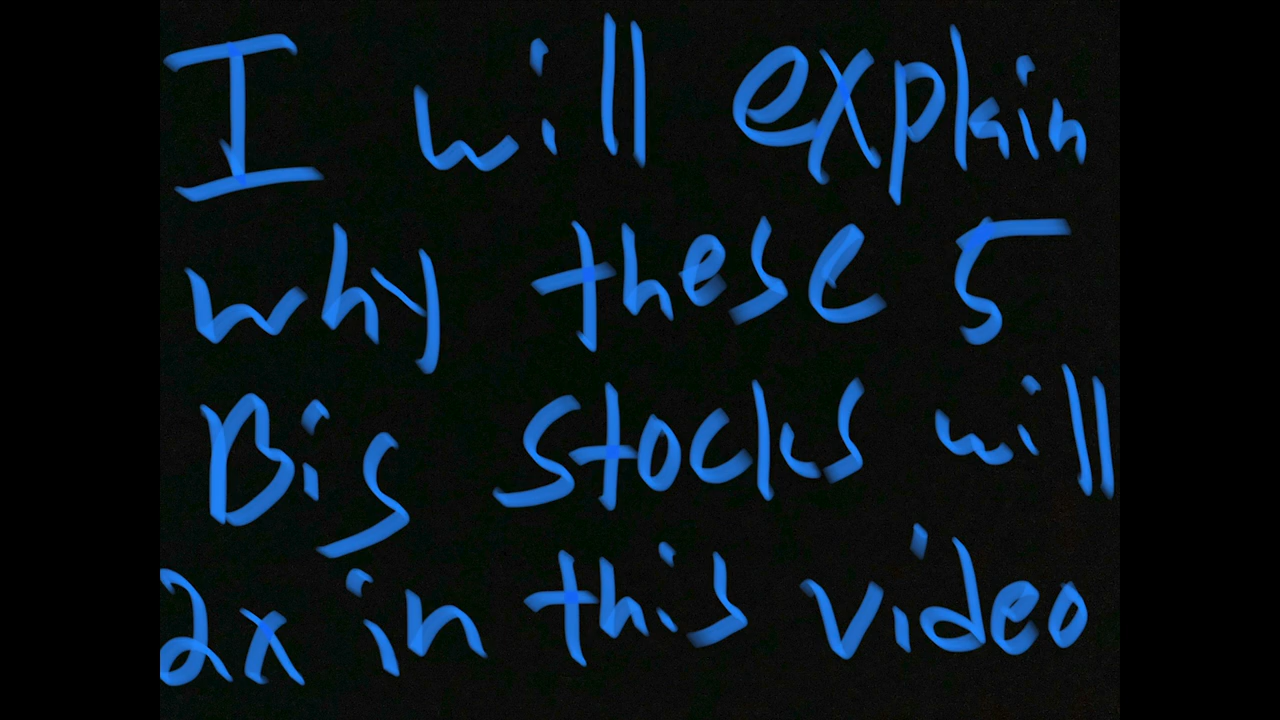 I will explain
why these 5
Big stocks will
2x in this video